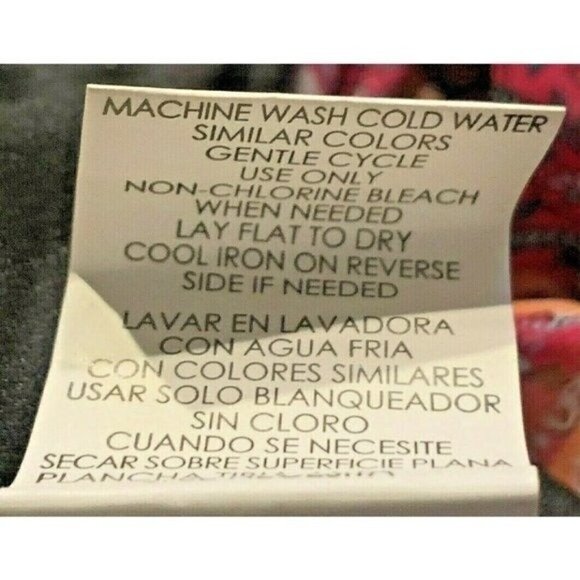 MACHINE WASH COLD WATER
SIMILAR COLORS
GENTLE CYCLE
USE ONLY
NON-CHLORINE BLEACH
WHEN NEEDED
LAY FLAT TO DRY
COOL IRON ON REVERSE
SIDE IF NEEDED
LAVAR EN LAVADORA
CON AGUA FRIA
CON COLORES SIMILARES
USAR SOLO BLANQUEADOR
SIN CLORO
CUANDO SE NECESITE
SECAR SOBRE SUPERFICIE PLANA
PLANCHA